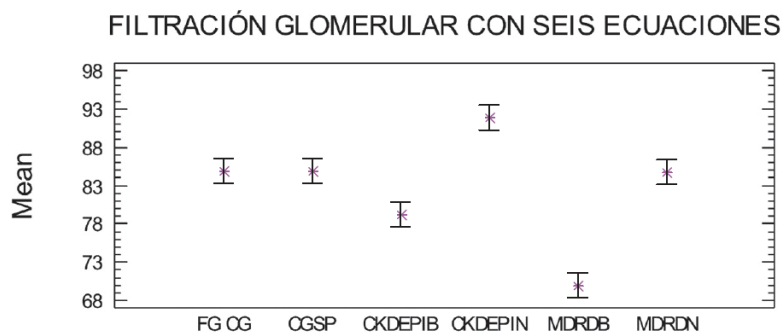 FILTRACIÓN GLOMERULAR CON SEIS ECUACIONES
98
93
88
83
78
73
68
Mean
FG CG CGSP CKDEPIB CKDEPIN MDRDB MDRDN